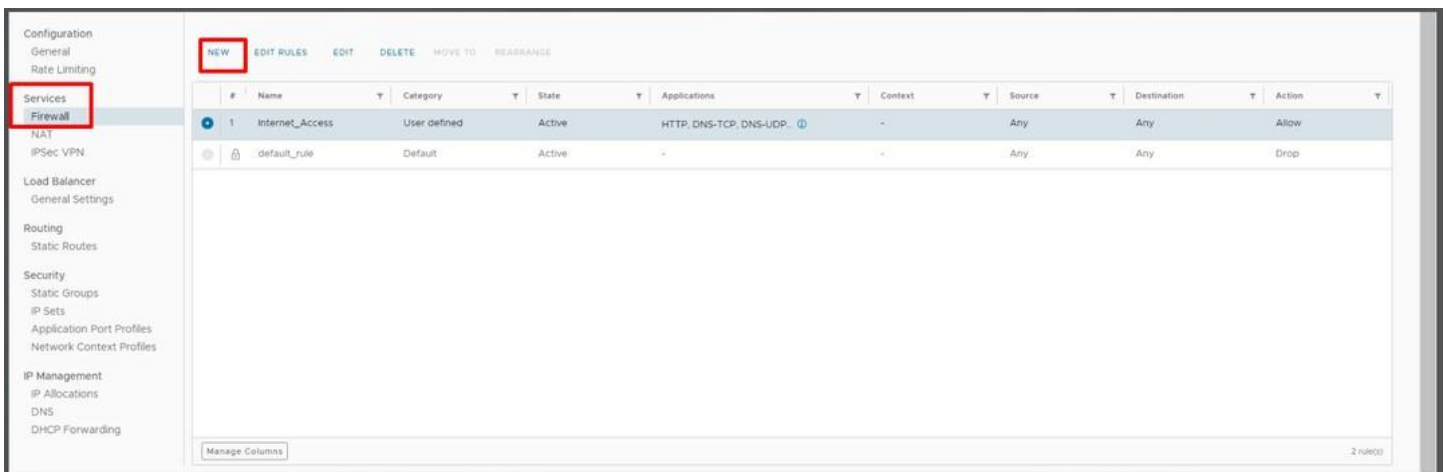 Configuration
General
Rate Limiting
Services
Firewall
NAT
IPSec VPN
Load Balancer
General Settings
Routing
Static Routes
Security
Static Groups
IP Sets
Application Port Profiles
Network Context Profiles
IP Management
IP Allocations
DNS
DHCP Forwarding
NEW EDIT RULES EDIT DELETE MOVE TO REARRANGE
# Name Category State Applications Context Source Destination Action
1 Internet_Access User defined Active HTTP, DNS-TCP, DNS-UDP... - Any Any Allow
default_rule Default Active - - Any Any Drop
Manage Columns 2 rule(s)